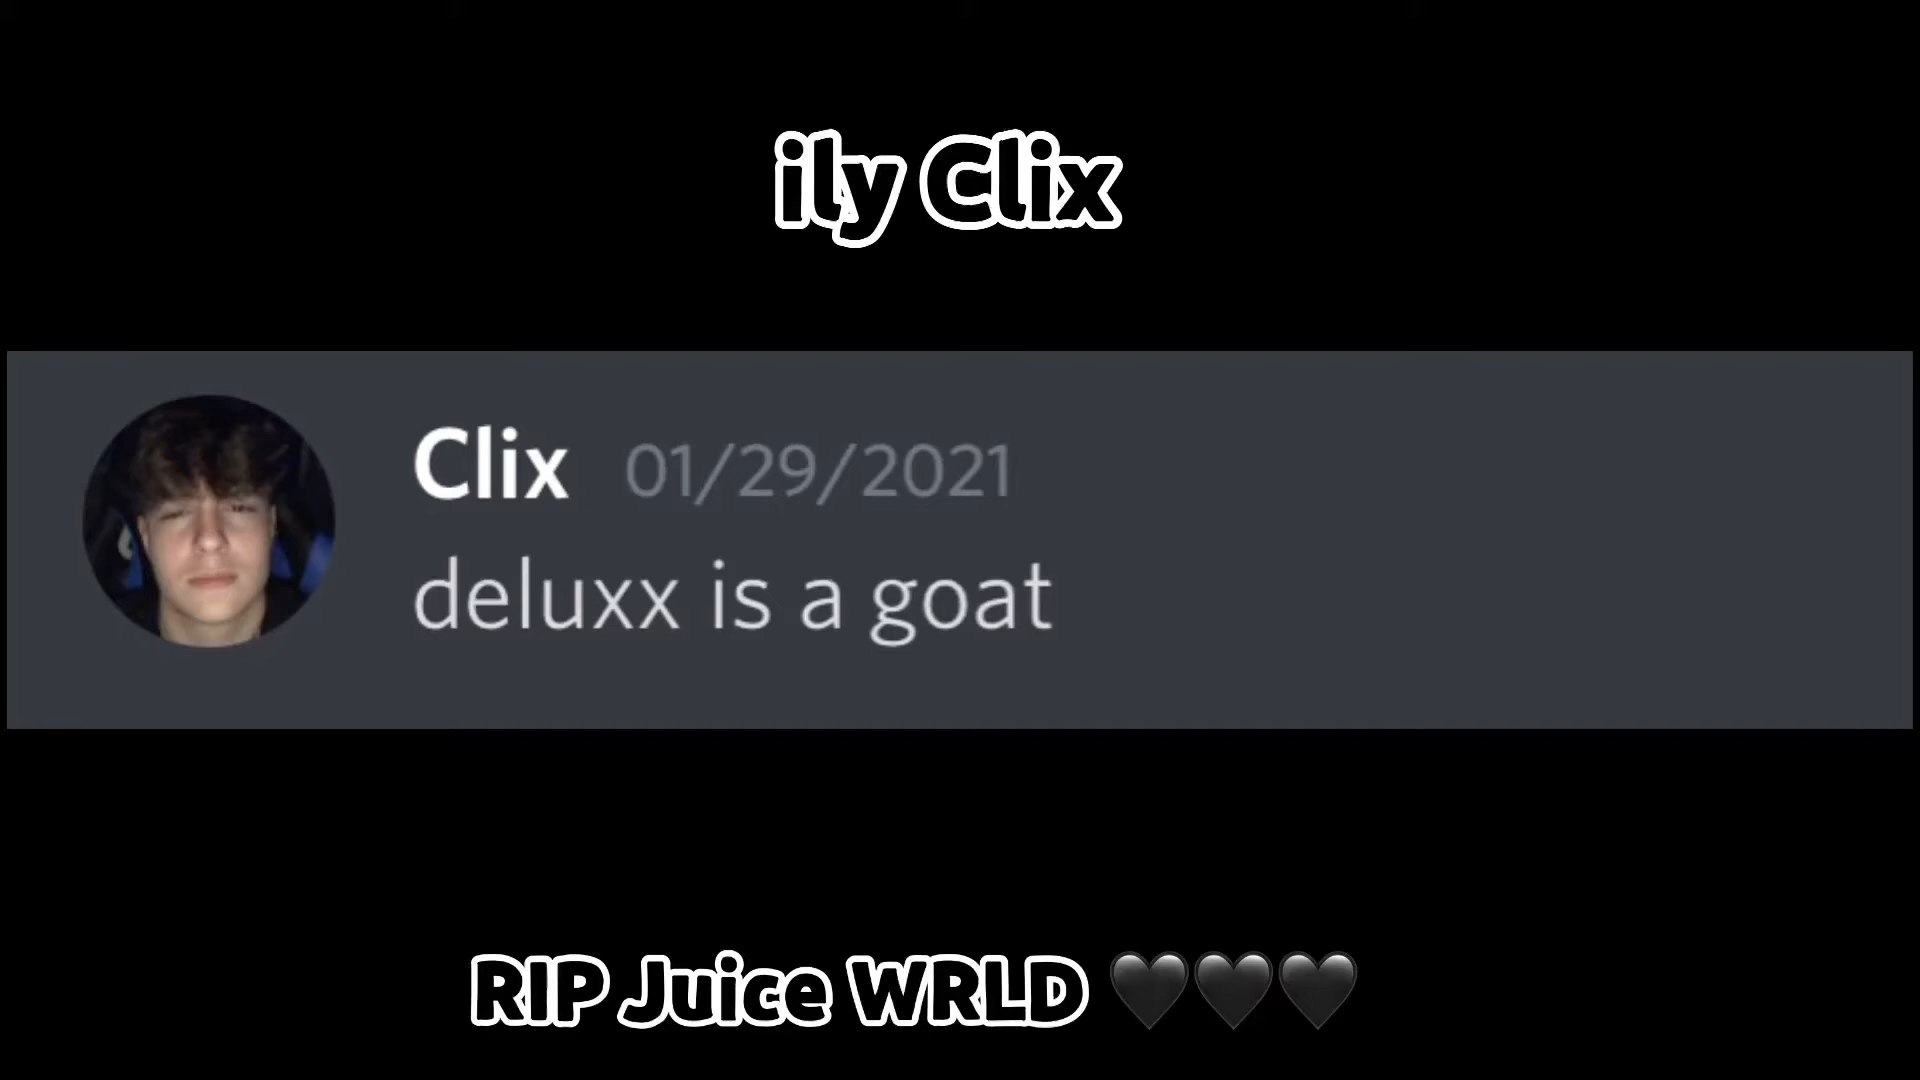 ily Clix
Clix 01/29/2021
deluxx is a goat
RIP Juice WRLD 🖤🖤🖤